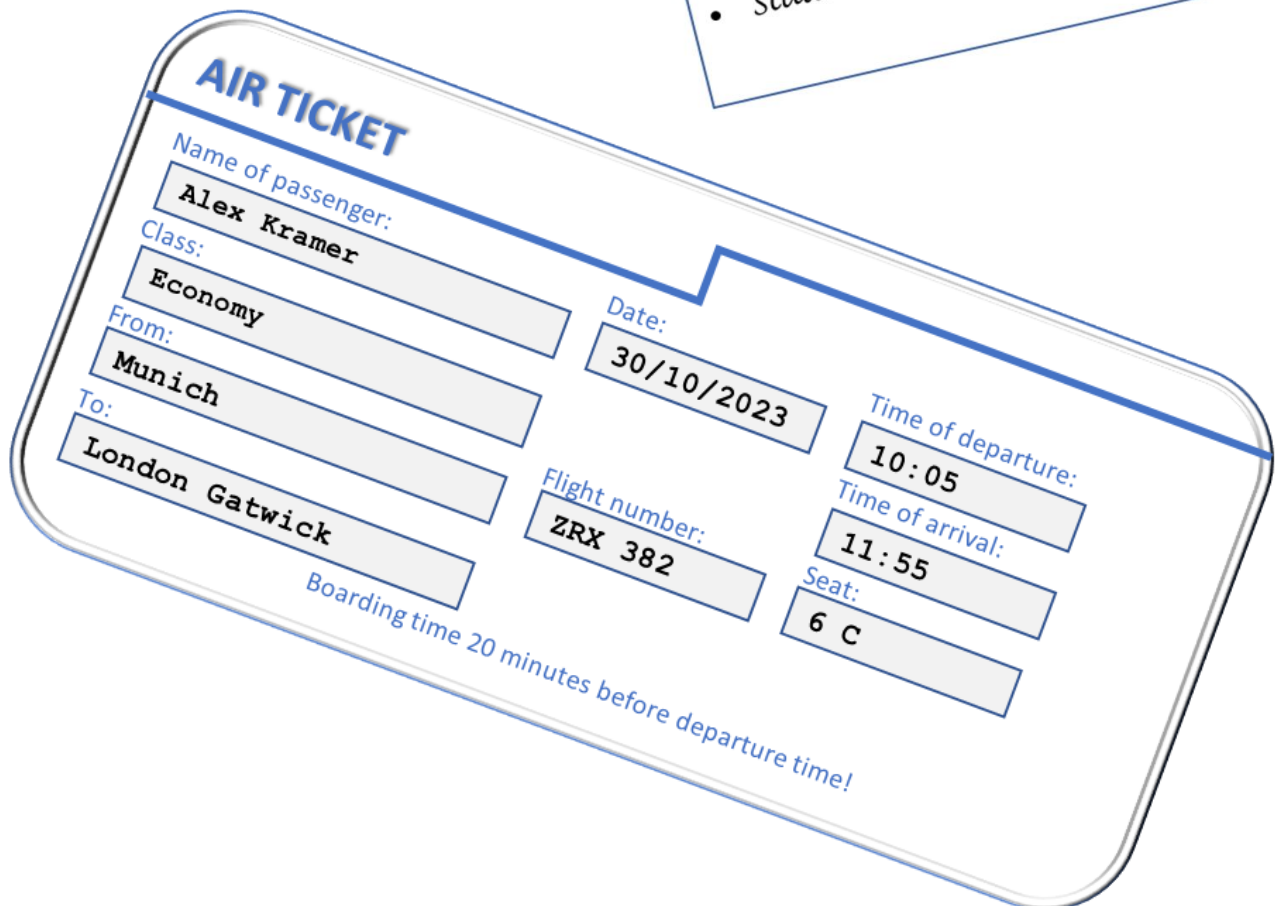 AIR TICKET
Name of passenger:
Alex Kramer
Class:
Economy
From:
Munich
To:
London Gatwick
Date:
30/10/2023
Flight number:
ZRX 382
Time of departure:
10:05
Time of arrival:
11:55
Seat:
6 C
Boarding time 20 minutes before departure time!